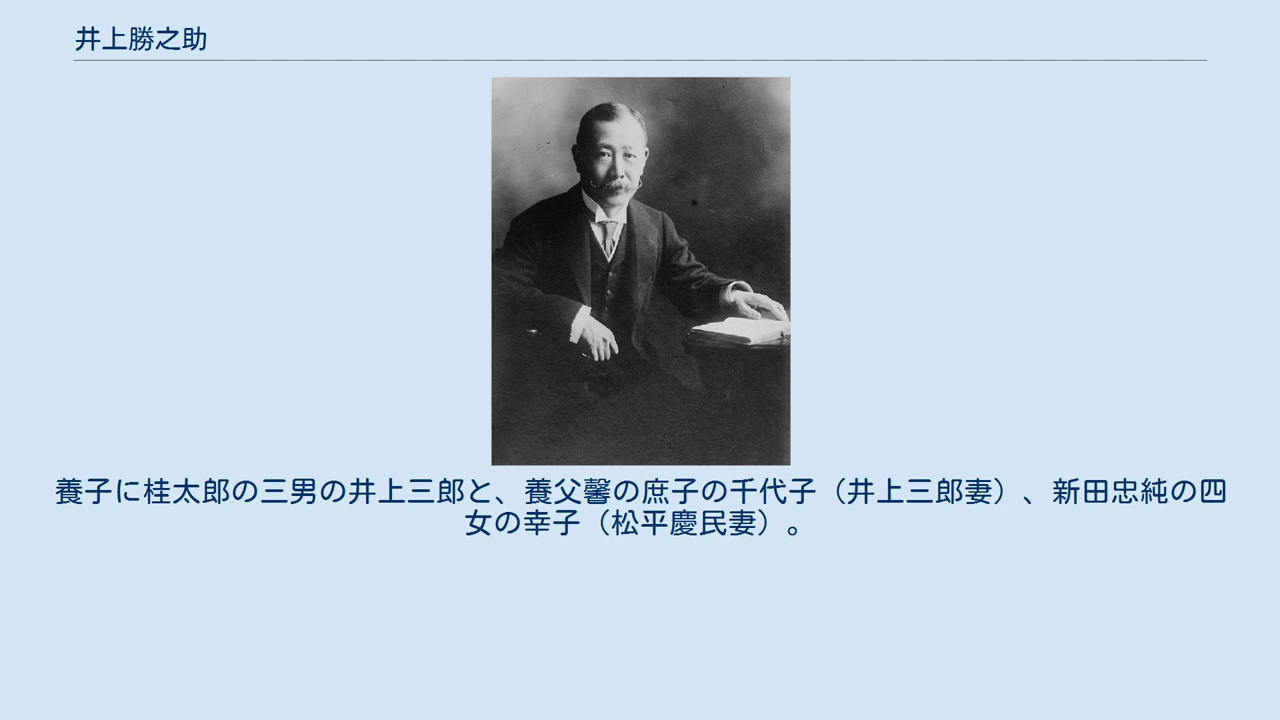 井上勝之助
養子に桂太郎の三男の井上三郎と、養父馨の庶子の千代子（井上三郎妻）、新田忠純の四
女の幸子（松平慶民妻）。